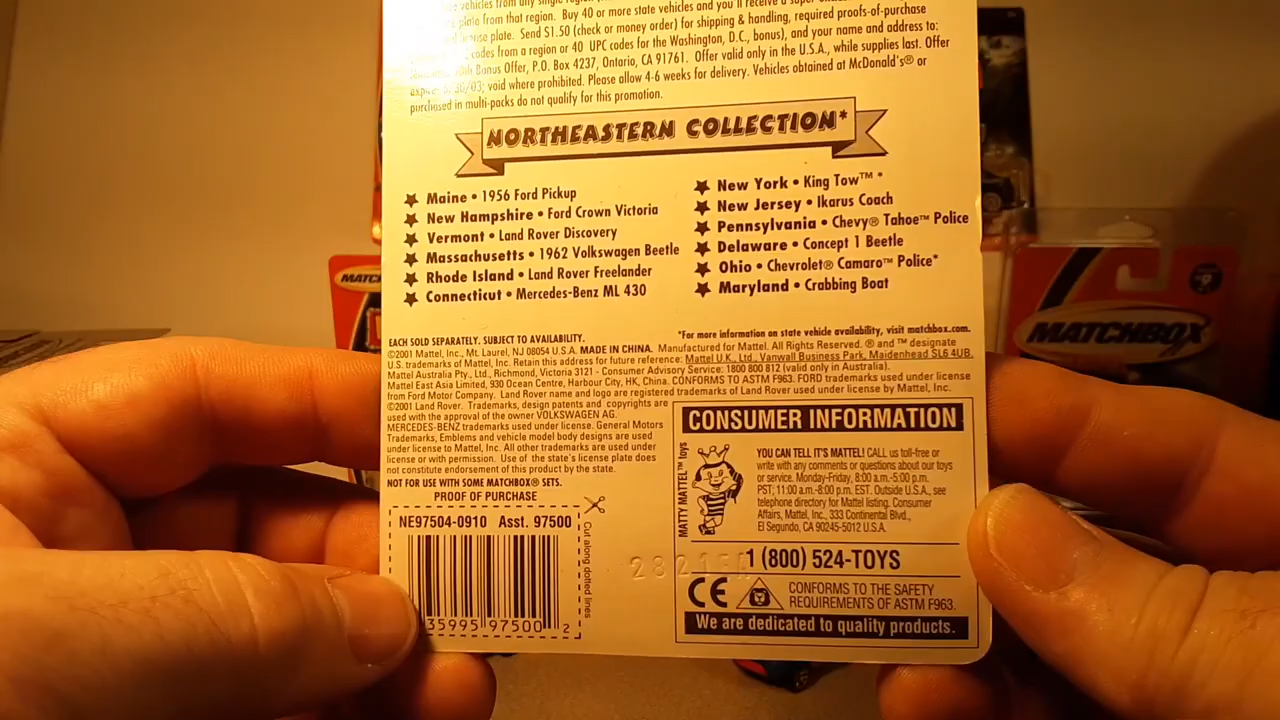 vehicles from any single region
plate from that region. Buy 40 or more state vehicles and you'll receive a super
license plate. Send $1.50 (check or money order) for shipping & handling, required proofs-of-purchase
codes from a region or 40 UPC codes for the Washington, D.C., bonus), and your name and address to:
Bonus Offer, P.O. Box 4237, Ontario, CA 91761. Offer valid only in the U.S.A., while supplies last. Offer
30/03; void where prohibited. Please allow 4-6 weeks for delivery. Vehicles obtained at McDonald's® or
purchased in multi-packs do not qualify for this promotion.
NORTHEASTERN COLLECTION*
★ Maine • 1956 Ford Pickup
★ New Hampshire • Ford Crown Victoria
★ Vermont • Land Rover Discovery
★ Massachusetts • 1962 Volkswagen Beetle
★ Rhode Island • Land Rover Freelander
★ Connecticut • Mercedes-Benz ML 430
★ New York • King Tow™ *
★ New Jersey • Ikarus Coach
★ Pennsylvania • Chevy® Tahoe™ Police
★ Delaware • Concept 1 Beetle
★ Ohio • Chevrolet® Camaro™ Police*
★ Maryland • Crabbing Boat
EACH SOLD SEPARATELY. SUBJECT TO AVAILABILITY.
*For more information on state vehicle availability, visit matchbox.com.
©2001 Mattel, Inc., Mt. Laurel, NJ 08054 U.S.A. MADE IN CHINA. Manufactured for Mattel. All Rights Reserved. ® and ™ designate
U.S. trademarks of Mattel, Inc. Retain this address for future reference: Mattel U.K., Ltd., Vanwall Business Park, Maidenhead SL6 4UB.
Mattel Australia Pty., Ltd., Richmond, Victoria 3121 - Consumer Advisory Service: 1800 800 812 (valid only in Australia).
Mattel East Asia Limited, 930 Ocean Centre, Harbour City, HK, China. CONFORMS TO ASTM F963. FORD trademarks used under license
from Ford Motor Company. Land Rover name and logo are registered trademarks of Land Rover used under license by Mattel, Inc.
©2001 Land Rover. Trademarks, design patents and copyrights are
used with the approval of the owner VOLKSWAGEN AG.
MERCEDES-BENZ trademarks used under license. General Motors
Trademarks, Emblems and vehicle model body designs are used
under license to Mattel, Inc. All other trademarks are used under
license or with permission. Use of the state's license plate does
not constitute endorsement of this product by the state.
NOT FOR USE WITH SOME MATCHBOX® SETS.
PROOF OF PURCHASE
NE97504-0910 Asst. 97500
Cut along dotted lines
35995 97500 2
CONSUMER INFORMATION
MATTY MATTEL™ toys
YOU CAN TELL IT'S MATTEL! CALL us toll-free or
write with any comments or questions about our toys
or service. Monday-Friday, 8:00 a.m.-5:00 p.m.
PST; 11:00 a.m.-8:00 p.m. EST. Outside U.S.A., see
telephone directory for Mattel listing. Consumer
Affairs, Mattel, Inc., 333 Continental Blvd.,
El Segundo, CA 90245-5012 U.S.A.
1 (800) 524-TOYS
CE
CONFORMS TO THE SAFETY
REQUIREMENTS OF ASTM F963.
We are dedicated to quality products.
MATCHBOX